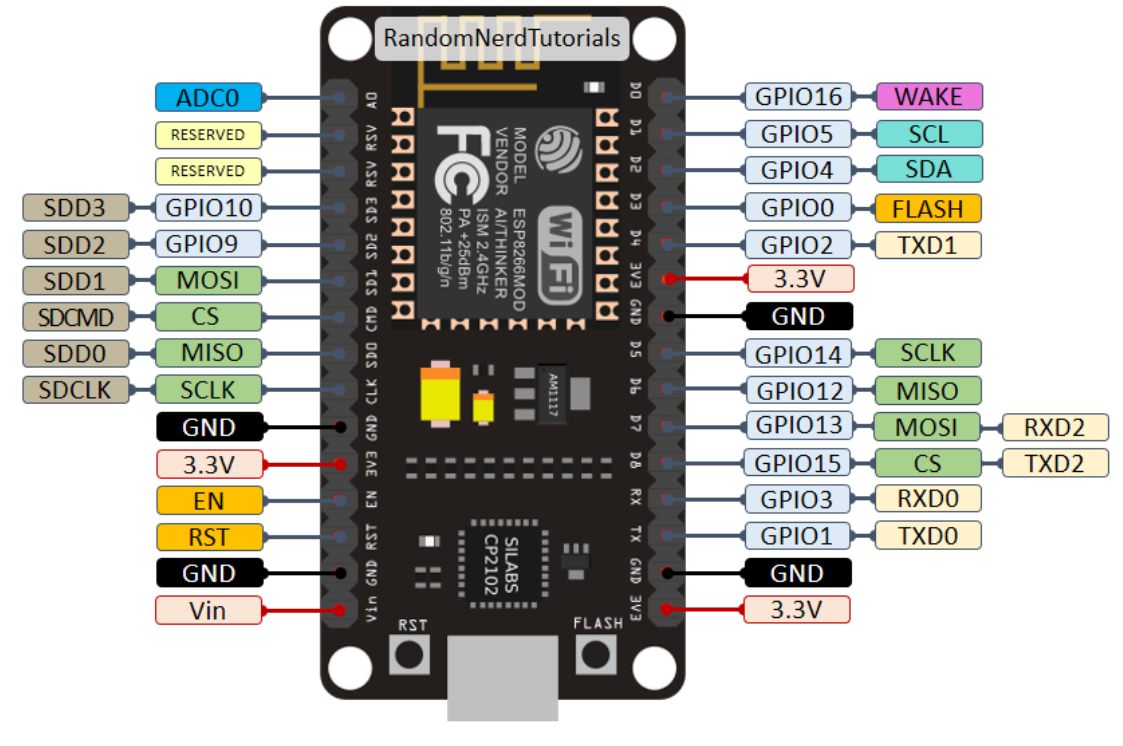 RandomNerdTutorials
ADC0
RESERVED
RESERVED
SDD3 GPIO10
SDD2 GPIO9
SDD1 MOSI
SDCMD CS
SDD0 MISO
SDCLK SCLK
GND
3.3V
EN
RST
GND
Vin
A0
RSV
RSV
SD3
SD2
SD1
CMD
SD0
CLK
GND
3V3
EN
RST
GND
Vin
MODEL
VENDOR
ESP8266MOD
AI/THINKER
ISM 2.4GHz
PA +25dBm
802.11b/g/n
FC
Wi Fi
AM1117
SILABS
CP2102
RST
FLASH
D0
D1
D2
D3
D4
3V3
GND
D5
D6
D7
D8
RX
TX
GND
3V3
GPIO16 WAKE
GPIO5 SCL
GPIO4 SDA
GPIO0 FLASH
GPIO2 TXD1
3.3V
GND
GPIO14 SCLK
GPIO12 MISO
GPIO13 MOSI RXD2
GPIO15 CS TXD2
GPIO3 RXD0
GPIO1 TXD0
GND
3.3V